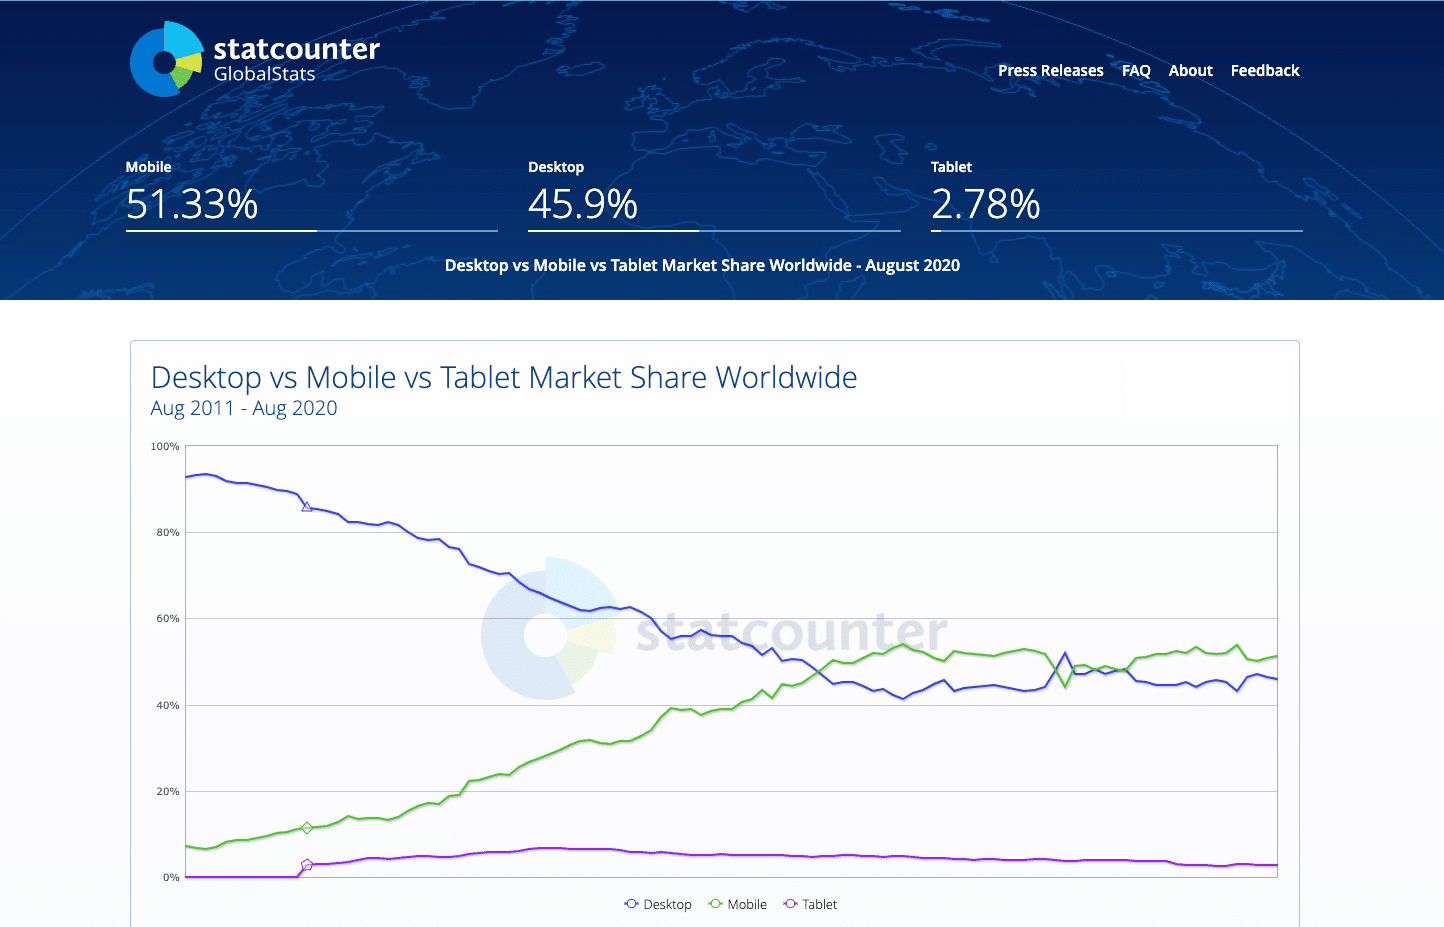 statcounter
GlobalStats
Press Releases FAQ About Feedback
Mobile
51.33%
Desktop
45.9%
Tablet
2.78%
Desktop vs Mobile vs Tablet Market Share Worldwide - August 2020
Desktop vs Mobile vs Tablet Market Share Worldwide
Aug 2011 - Aug 2020
100%
80%
60%
40%
20%
0%
statcounter
Desktop Mobile Tablet